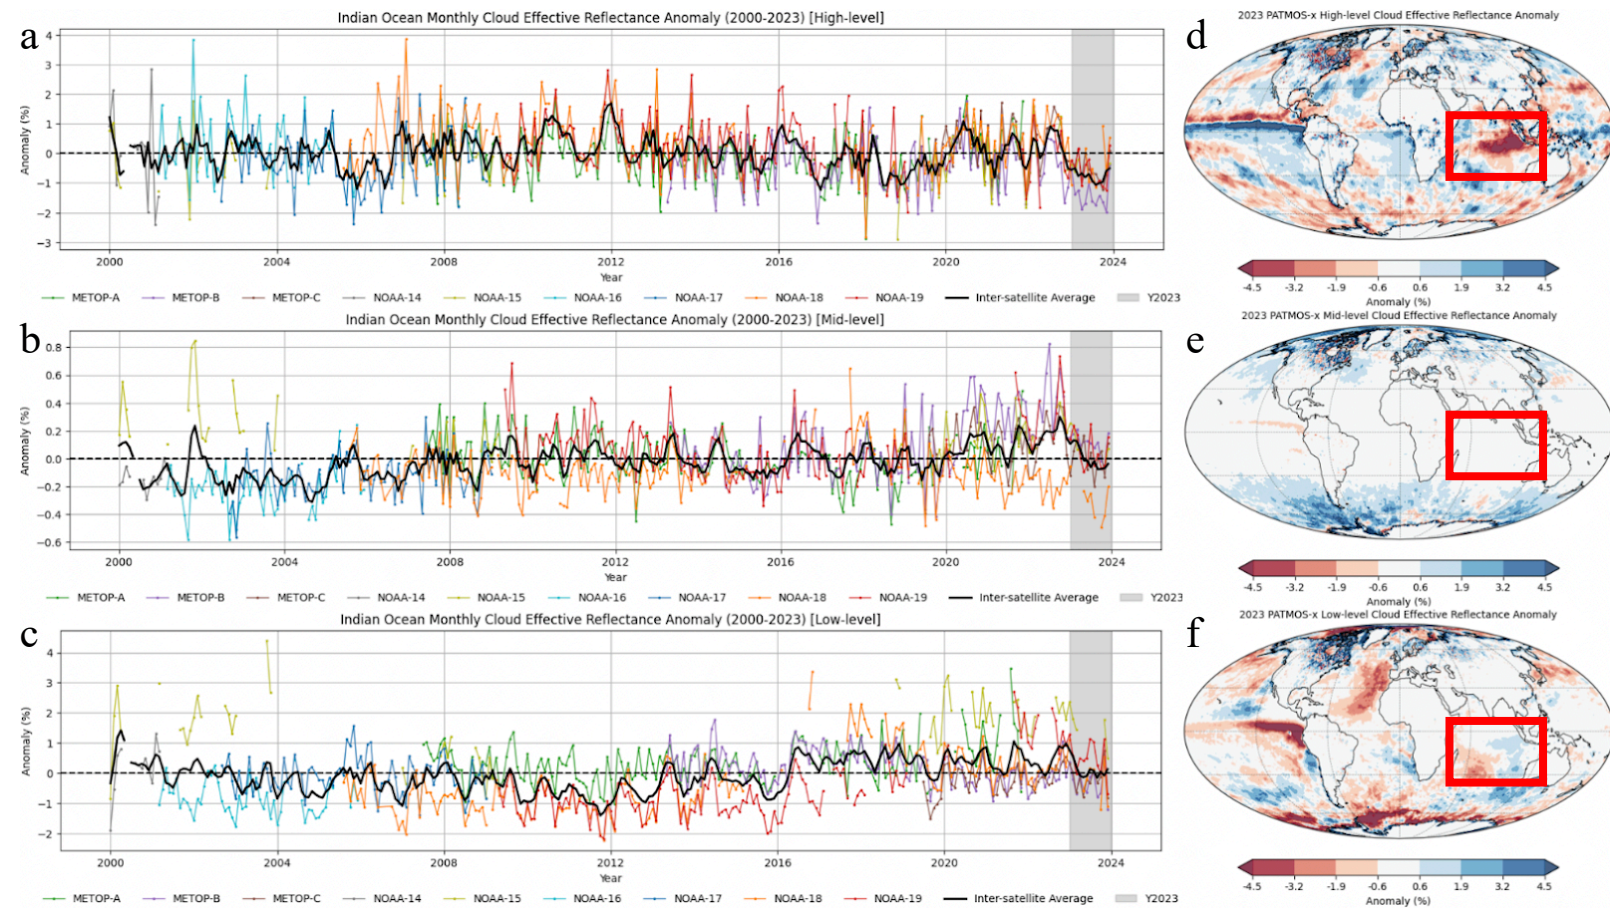 a
Indian Ocean Monthly Cloud Effective Reflectance Anomaly (2000-2023) [High-level]
Anomaly (%)
4
3
2
1
0
−1
−2
−3
2000 2004 2008 2012 2016 2020 2024
Year
METOP-A METOP-B METOP-C NOAA-14 NOAA-15 NOAA-16 NOAA-17 NOAA-18 NOAA-19 Inter-satellite Average Y2023
d
2023 PATMOS-x High-level Cloud Effective Reflectance Anomaly
-4.5 -3.2 -1.9 -0.6 0.6 1.9 3.2 4.5
Anomaly (%)
b
Indian Ocean Monthly Cloud Effective Reflectance Anomaly (2000-2023) [Mid-level]
Anomaly (%)
0.8
0.6
0.4
0.2
0.0
−0.2
−0.4
−0.6
2000 2004 2008 2012 2016 2020 2024
Year
METOP-A METOP-B METOP-C NOAA-14 NOAA-15 NOAA-16 NOAA-17 NOAA-18 NOAA-19 Inter-satellite Average Y2023
e
2023 PATMOS-x Mid-level Cloud Effective Reflectance Anomaly
-4.5 -3.2 -1.9 -0.6 0.6 1.9 3.2 4.5
Anomaly (%)
c
Indian Ocean Monthly Cloud Effective Reflectance Anomaly (2000-2023) [Low-level]
Anomaly (%)
4
3
2
1
0
−1
−2
2000 2004 2008 2012 2016 2020 2024
Year
METOP-A METOP-B METOP-C NOAA-14 NOAA-15 NOAA-16 NOAA-17 NOAA-18 NOAA-19 Inter-satellite Average Y2023
f
2023 PATMOS-x Low-level Cloud Effective Reflectance Anomaly
-4.5 -3.2 -1.9 -0.6 0.6 1.9 3.2 4.5
Anomaly (%)